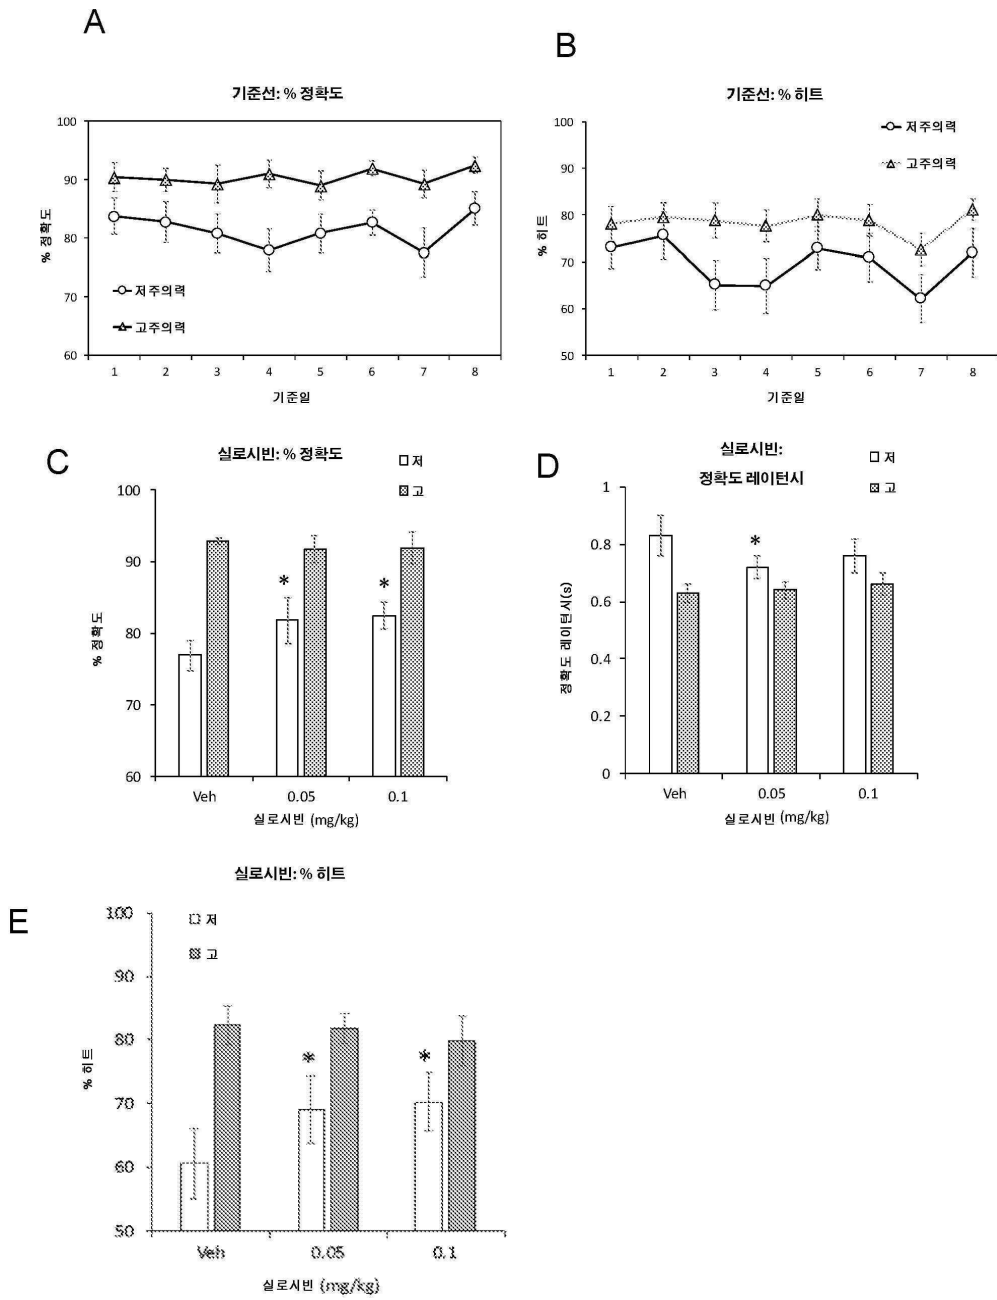 A
기준선: % 정확도
100
90
80
70
60
% 정확도
저주의력
고주의력
1 2 3 4 5 6 7 8
기준일
B
기준선: % 히트
저주의력
고주의력
100
90
80
70
60
50
% 히트
1 2 3 4 5 6 7 8
기준일
C
실로시빈: % 정확도
저
고
100
90
80
70
60
% 정확도
* *
Veh 0.05 0.1
실로시빈 (mg/kg)
D
실로시빈:
정확도 레이턴시
저
고
1
0.8
0.6
0.4
0.2
0
정확도 레이턴시(s)
*
Veh 0.05 0.1
실로시빈 (mg/kg)
E
실로시빈: % 히트
저
고
100
90
80
70
60
50
% 히트
* *
Veh 0.05 0.1
실로시빈 (mg/kg)